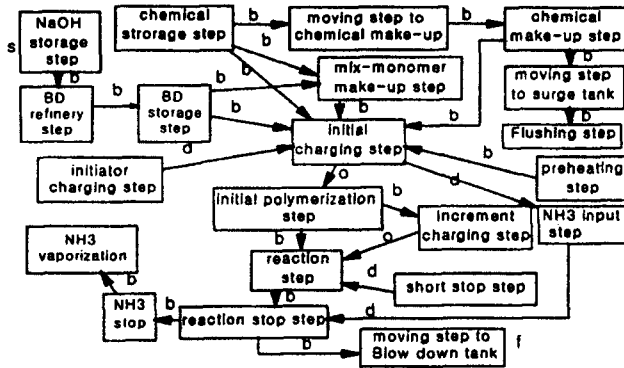 NaOH
storage
step
s
b
chemical
strorage step
b
b
b
moving step to
chemical make-up
b
chemical
make-up step
b
b
mix-monomer
make-up step
b
moving step
to surge tank
b
Flushing step
BD
refinery
step
b
BD
storage
step
b
b
initial
charging step
d
initiator
charging step
b
preheating
step
o
d
initial polymerization
step
b
b
increment
charging step
o
NH3 input
step
reaction
step
d
short stop step
b
d
NH3
vaporization
b
NH3
stop
b
reaction stop step
b
moving step to
Blow down tank
f